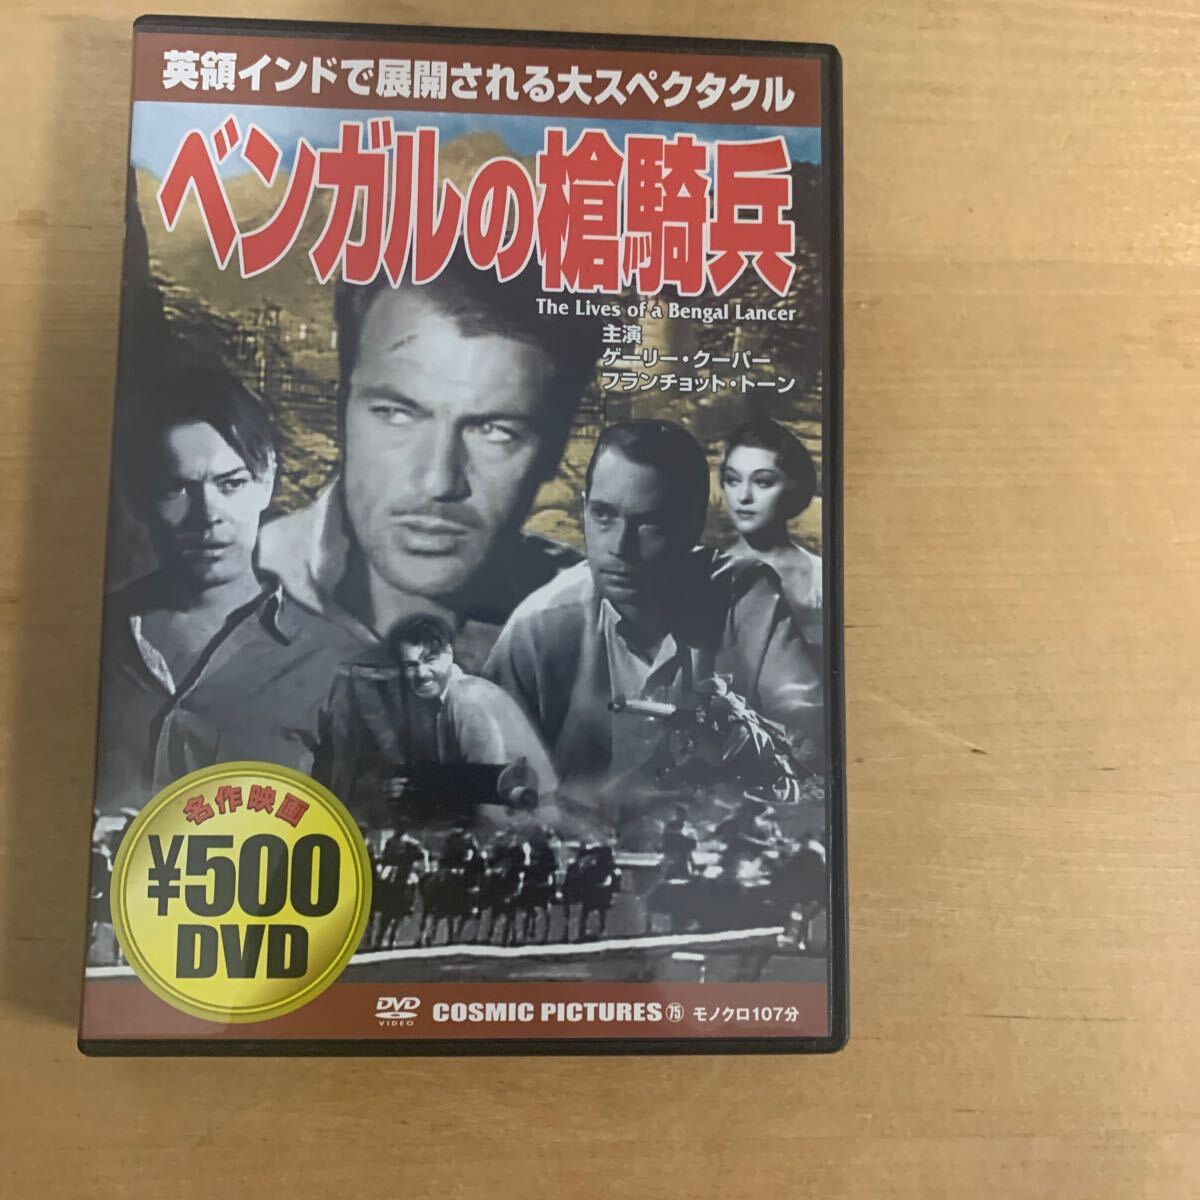 英領インドで展開される大スペクタクル
ベンガルの槍騎兵
The Lives of a Bengal Lancer
主演
ゲーリー・クーパー
フランチョット・トーン
名作映画
¥500
DVD
DVD
VIDEO
COSMIC PICTURES 75 モノクロ107分